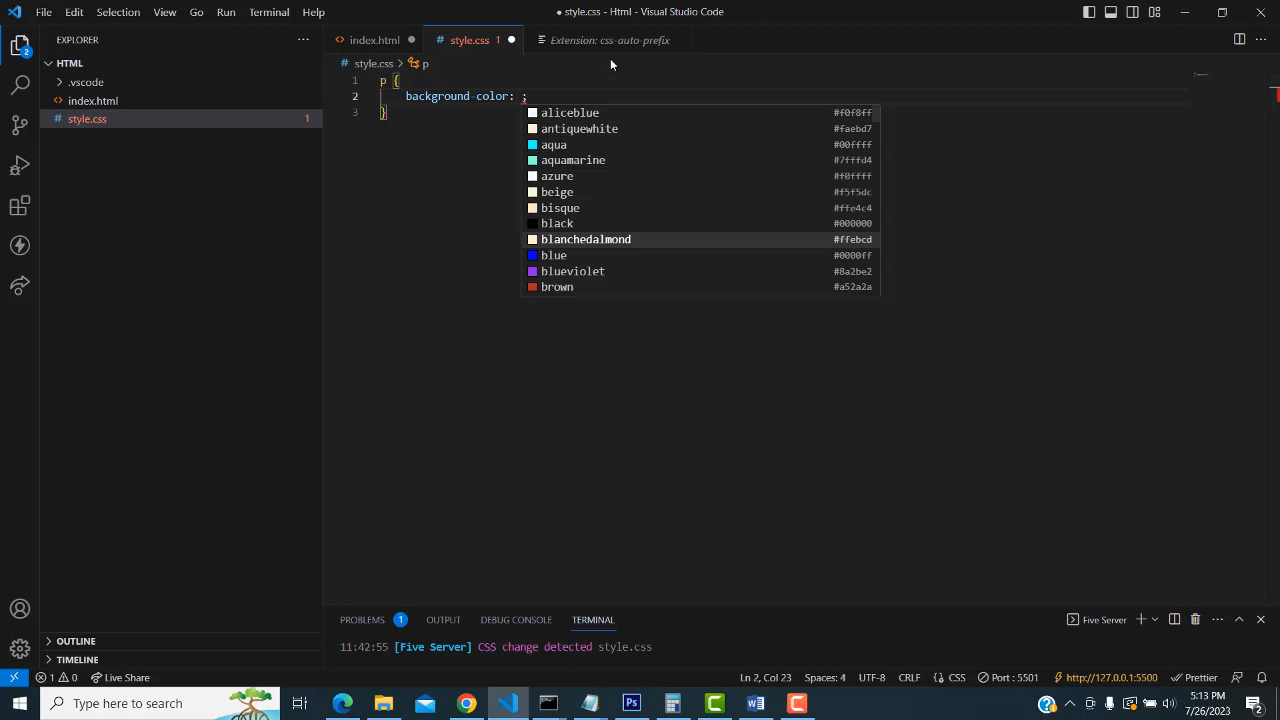 File Edit Selection View Go Run Terminal Help
● style.css - Html - Visual Studio Code
2
EXPLORER
HTML
.vscode
index.html
style.css 1
OUTLINE
TIMELINE
index.html
style.css 1
Extension: css-auto-prefix
style.css > p
1 p {
2 background-color: ;
3 }
aliceblue #f0f8ff
antiquewhite #faebd7
aqua #00ffff
aquamarine #7fffd4
azure #f0ffff
beige #f5f5dc
bisque #ffe4c4
black #000000
blanchedalmond #ffebcd
blue #0000ff
blueviolet #8a2be2
brown #a52a2a
PROBLEMS 1 OUTPUT DEBUG CONSOLE TERMINAL
Five Server
11:42:55 [Five Server] CSS change detected style.css
1 0 Live Share
Ln 2, Col 23 Spaces: 4 UTF-8 CRLF {} CSS Port : 5501 http://127.0.0.1:5500 Prettier
Type here to search
Ps
W
C
C
5:13 PM
7/26/2023